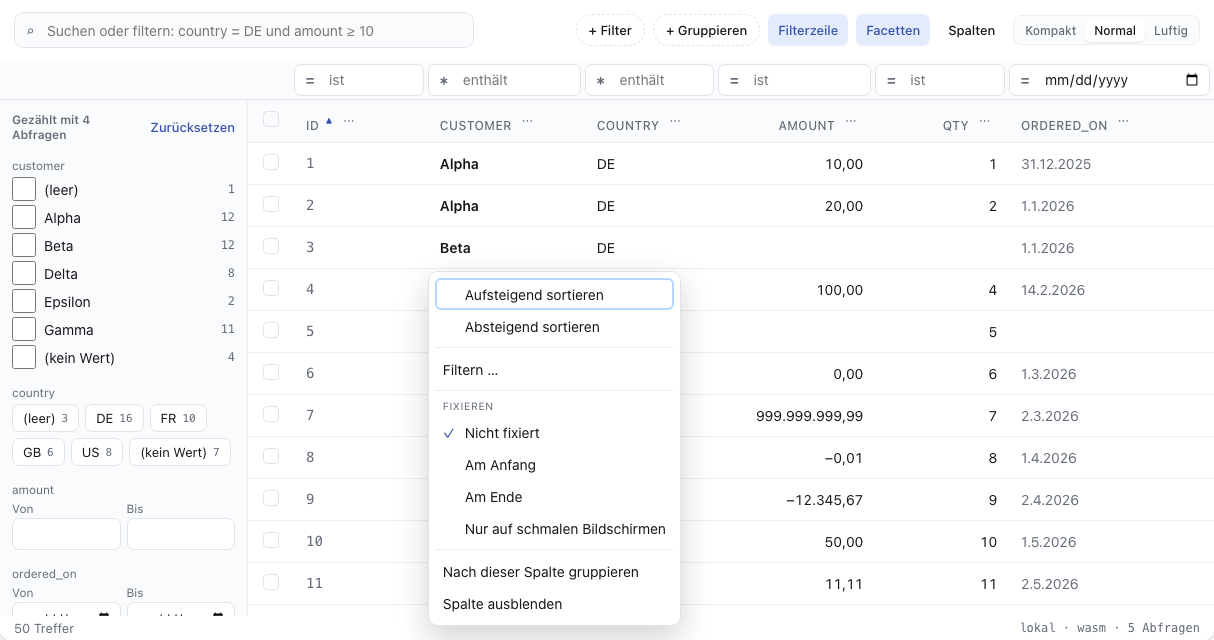 ⌕ Suchen oder filtern: country = DE und amount ≥ 10
+ Filter + Gruppieren Filterzeile Facetten Spalten Kompakt Normal Luftig
= ist * enthält * enthält = ist = ist = mm/dd/yyyy
Gezählt mit 4 Abfragen
Zurücksetzen
ID ▲ ··· CUSTOMER ··· COUNTRY ··· AMOUNT ··· QTY ··· ORDERED_ON ···
customer
(leer) 1
Alpha 12
Beta 12
Delta 8
Epsilon 2
Gamma 11
(kein Wert) 4
country
(leer) 3 DE 16 FR 10
GB 6 US 8 (kein Wert) 7
amount
Von Bis
ordered_on
Von Bis
1 Alpha DE 10,00 1 31.12.2025
2 Alpha DE 20,00 2 1.1.2026
3 Beta DE 1.1.2026
4 100,00 4 14.2.2026
5 5
6 0,00 6 1.3.2026
7 999.999.999,99 7 2.3.2026
8 −0,01 8 1.4.2026
9 −12.345,67 9 2.4.2026
10 50,00 10 1.5.2026
11 11,11 11 2.5.2026
Aufsteigend sortieren
Absteigend sortieren
Filtern ...
FIXIEREN
✓ Nicht fixiert
Am Anfang
Am Ende
Nur auf schmalen Bildschirmen
Nach dieser Spalte gruppieren
Spalte ausblenden
50 Treffer
lokal · wasm · 5 Abfragen